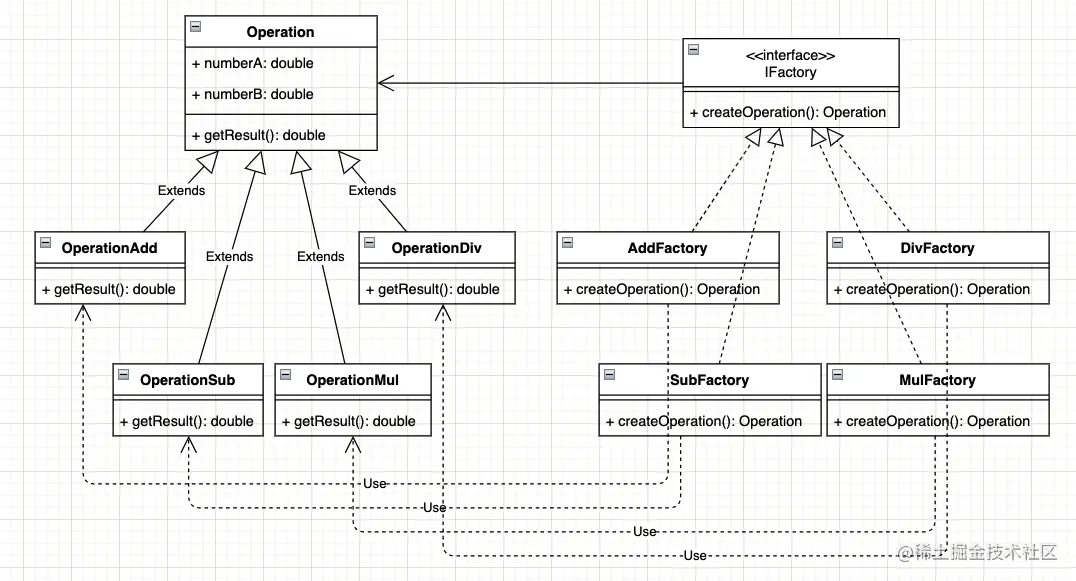 Operation
+ numberA: double
+ numberB: double
+ getResult(): double
<<interface>>
IFactory
+ createOperation(): Operation
Extends
Extends
Extends
Extends
OperationAdd
+ getResult(): double
OperationDiv
+ getResult(): double
AddFactory
+ createOperation(): Operation
DivFactory
+ createOperation(): Operation
OperationSub
+ getResult(): double
OperationMul
+ getResult(): double
SubFactory
+ createOperation(): Operation
MulFactory
+ createOperation(): Operation
Use
Use
Use
Use
@稀土掘金技术社区